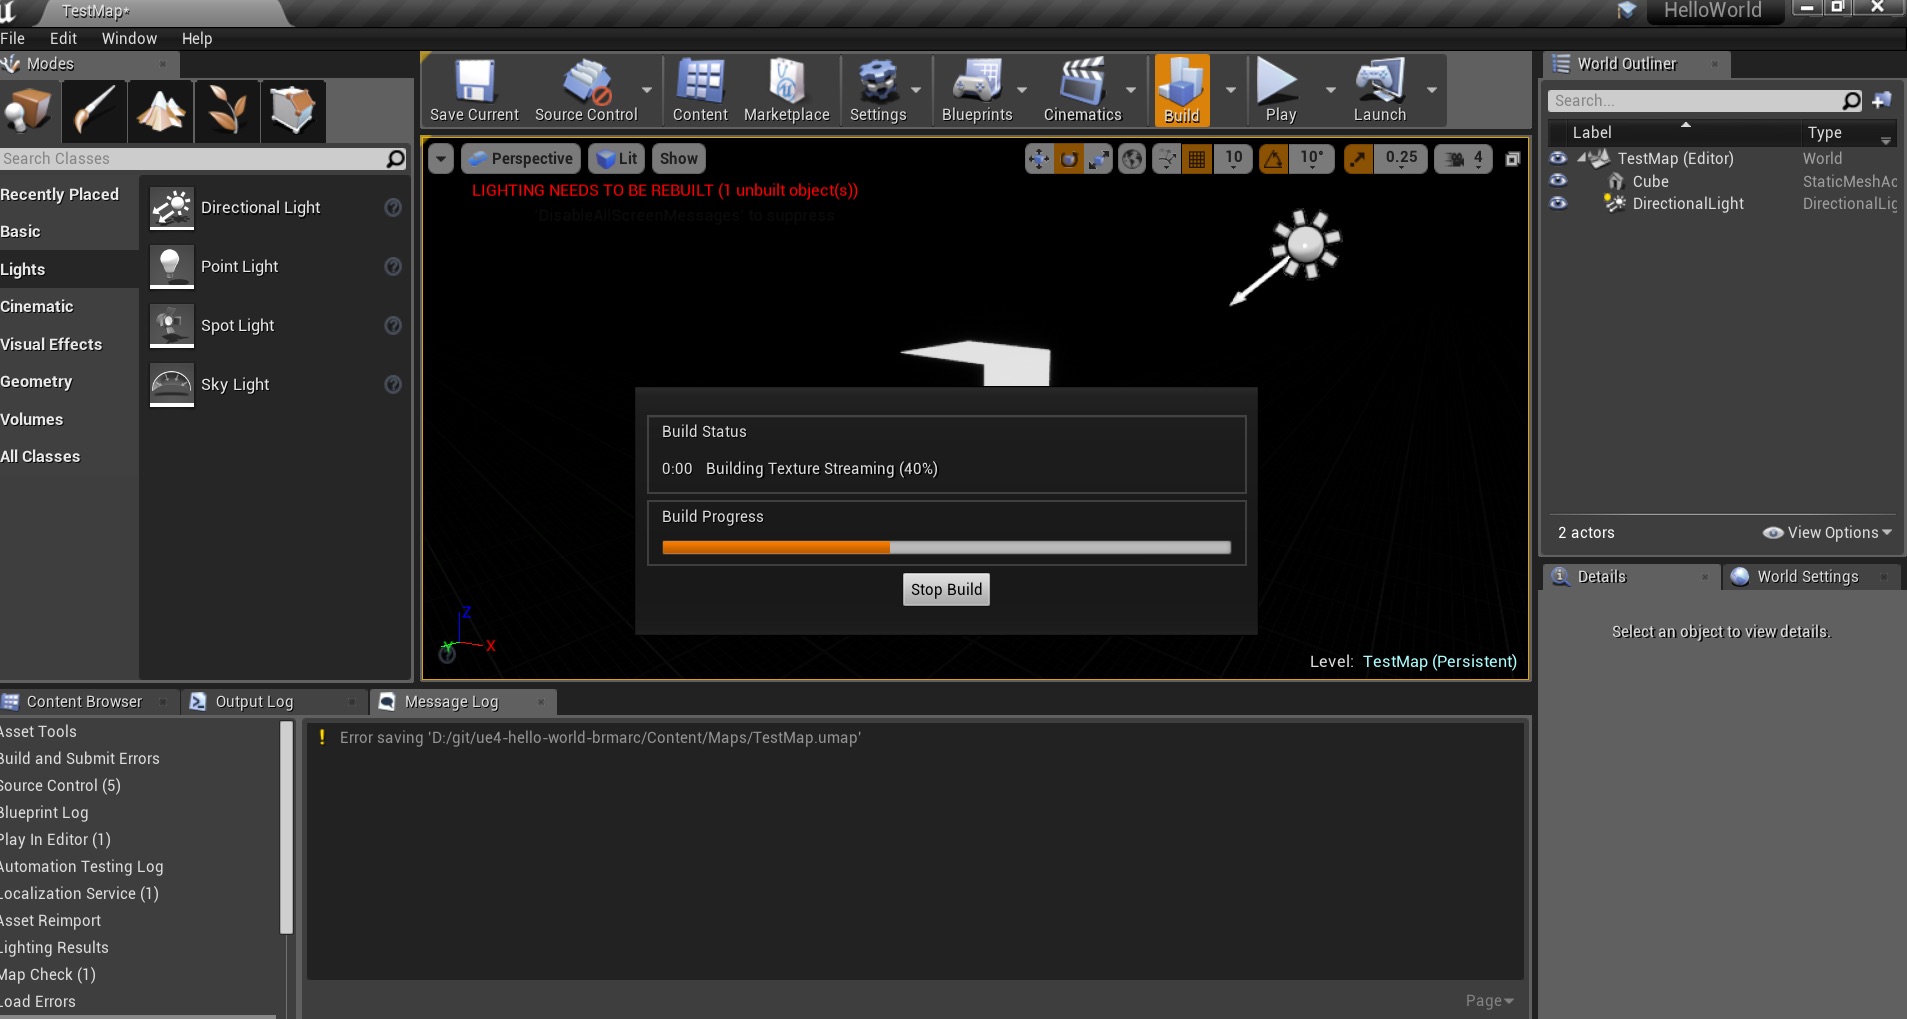 TestMap*
HelloWorld
File Edit Window Help
Modes
Search Classes
Recently Placed
Basic
Lights
Cinematic
Visual Effects
Geometry
Volumes
All Classes
Directional Light
Point Light
Spot Light
Sky Light
Save Current Source Control Content Marketplace Settings Blueprints Cinematics Build Play Launch
Perspective Lit Show 10 10° 0.25 4
LIGHTING NEEDS TO BE REBUILT (1 unbuilt object(s))
'DisableAllScreenMessages' to suppress
Build Status
0:00 Building Texture Streaming (40%)
Build Progress
Stop Build
Z
Y X
Level: TestMap (Persistent)
World Outliner
Search...
Label Type
TestMap (Editor) World
Cube StaticMeshAc
DirectionalLight DirectionalLig
2 actors View Options
Details World Settings
Select an object to view details.
Content Browser Output Log Message Log
Asset Tools
Build and Submit Errors
Source Control (5)
Blueprint Log
Play In Editor (1)
Automation Testing Log
Localization Service (1)
Asset Reimport
Lighting Results
Map Check (1)
Load Errors
Error saving 'D:/git/ue4-hello-world-brmarc/Content/Maps/TestMap.umap'
Page